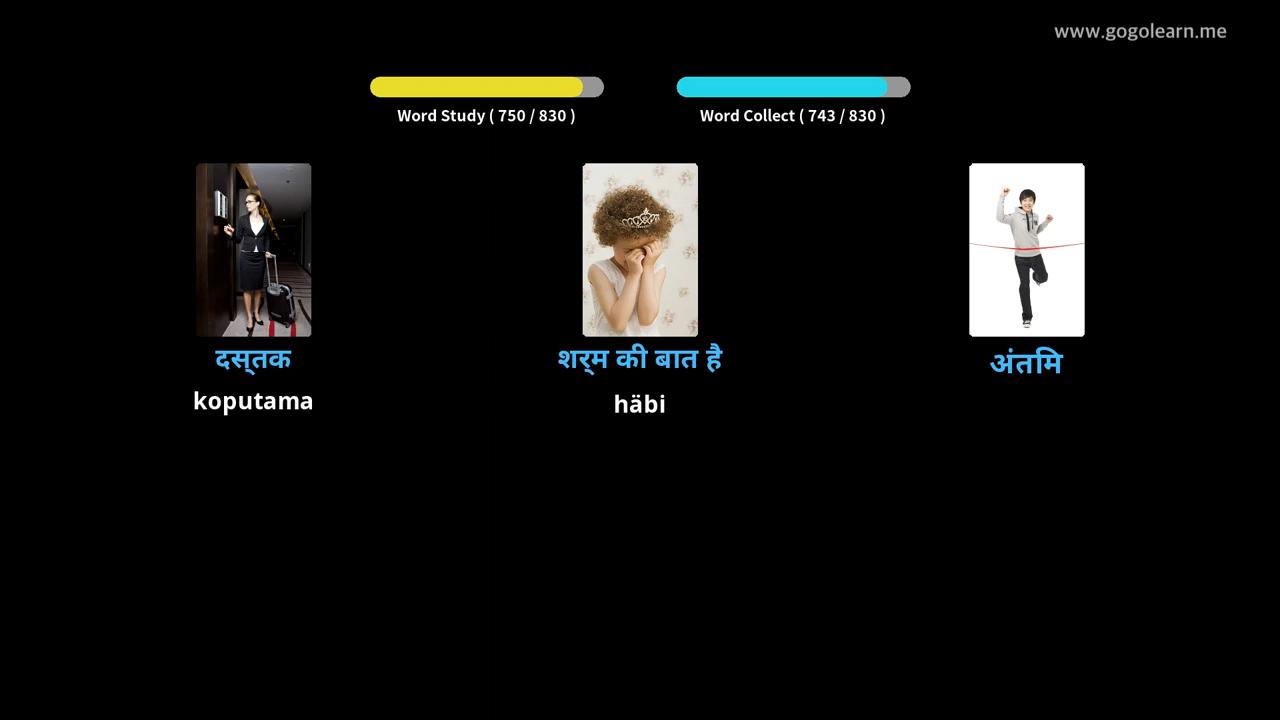 www.gogolearn.me
Word Study ( 750 / 830 )
Word Collect ( 743 / 830 )
दस्‌तक
शर्‌म की बात है
अंतमि
koputama
häbi